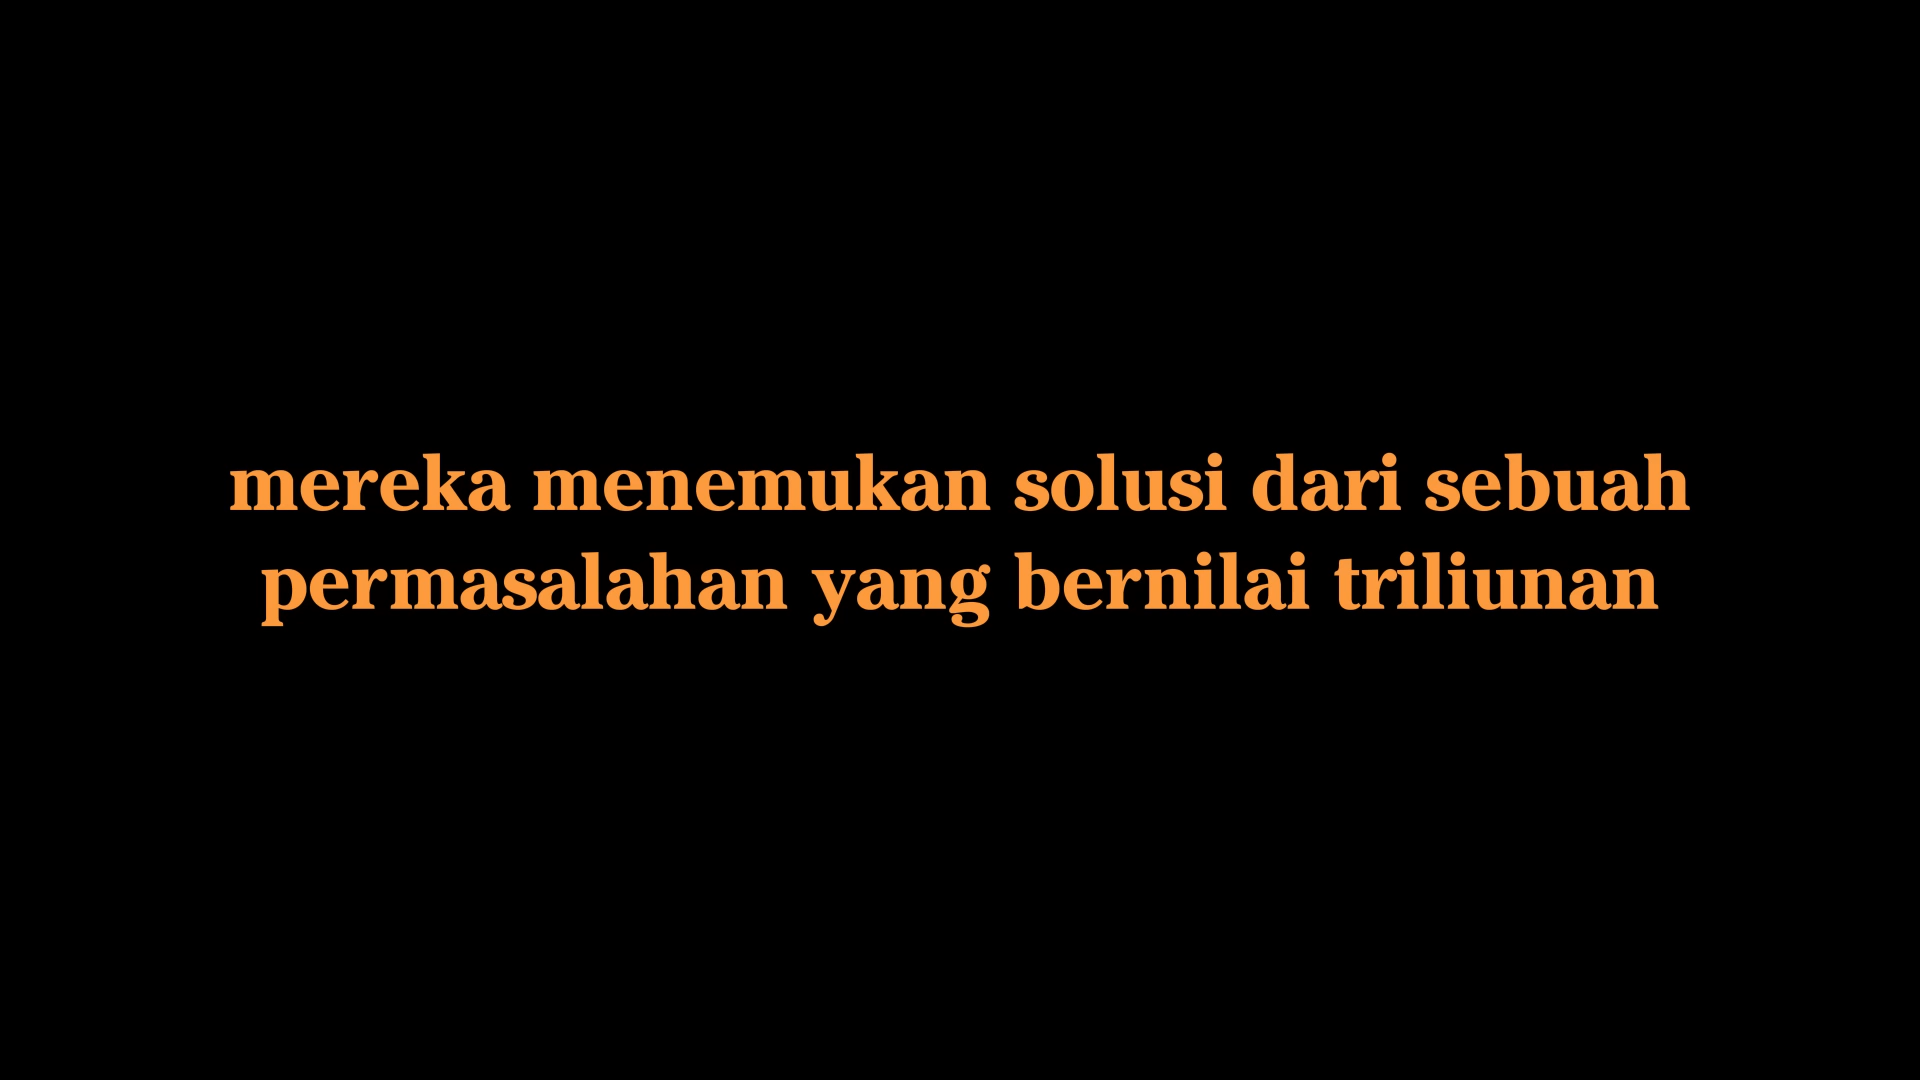 mereka menemukan solusi dari sebuah
permasalahan yang bernilai triliunan